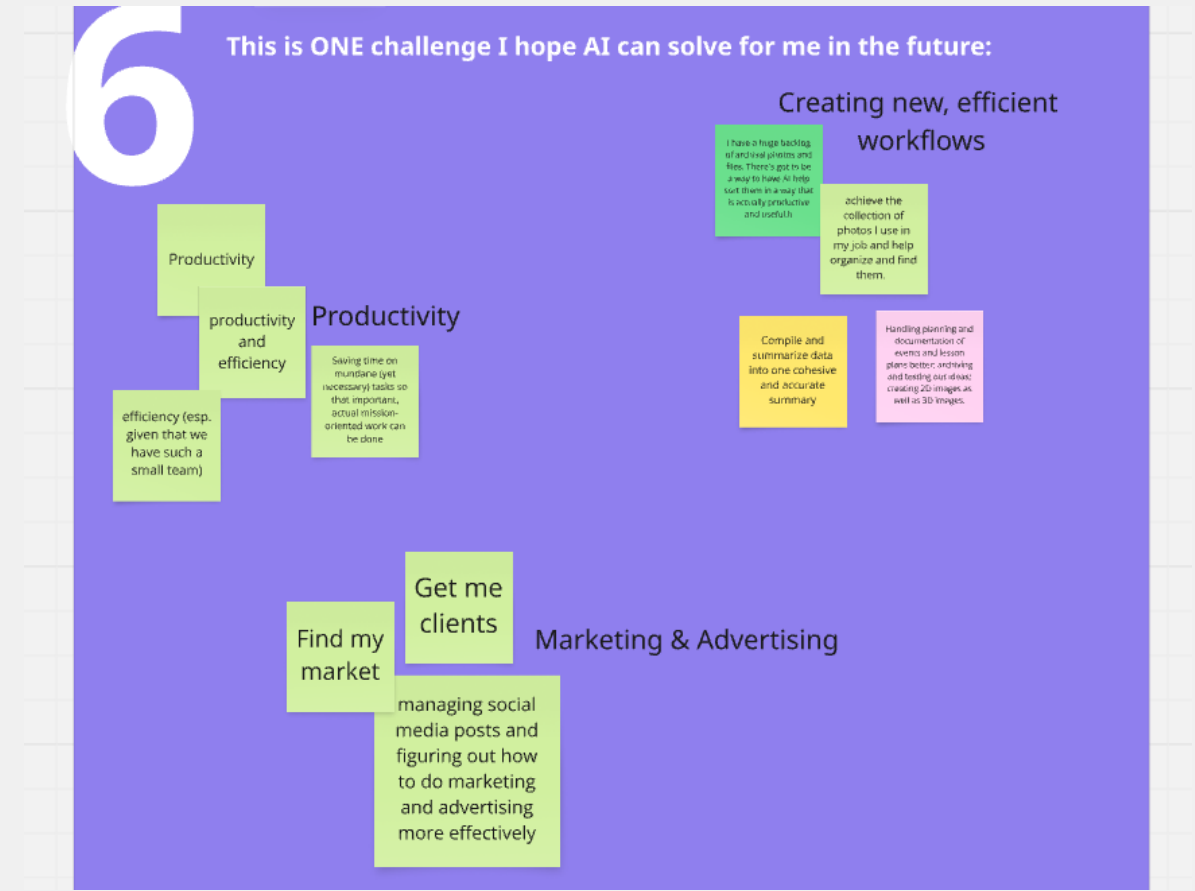 6
This is ONE challenge I hope AI can solve for me in the future:
Creating new, efficient
workflows
I have a huge backlog
of archival photos and
files. There's got to be
a way to have AI help
sort them in a way that
is actually productive
and useful.h
achieve the
collection of
photos I use in
my job and help
organize and find
them.
Compile and
summarize data
into one cohesive
and accurate
summary
Handling planning and
documentation of
events and lesson
plans better; archiving
and testing out ideas;
creating 2D images as
well as 3D images.
Productivity
productivity
and
efficiency
Productivity
Saving time on
mundane (yet
necessary) tasks so
that important,
actual mission-
oriented work can
be done
efficiency (esp.
given that we
have such a
small team)
Get me
clients
Find my
market
Marketing & Advertising
managing social
media posts and
figuring out how
to do marketing
and advertising
more effectively